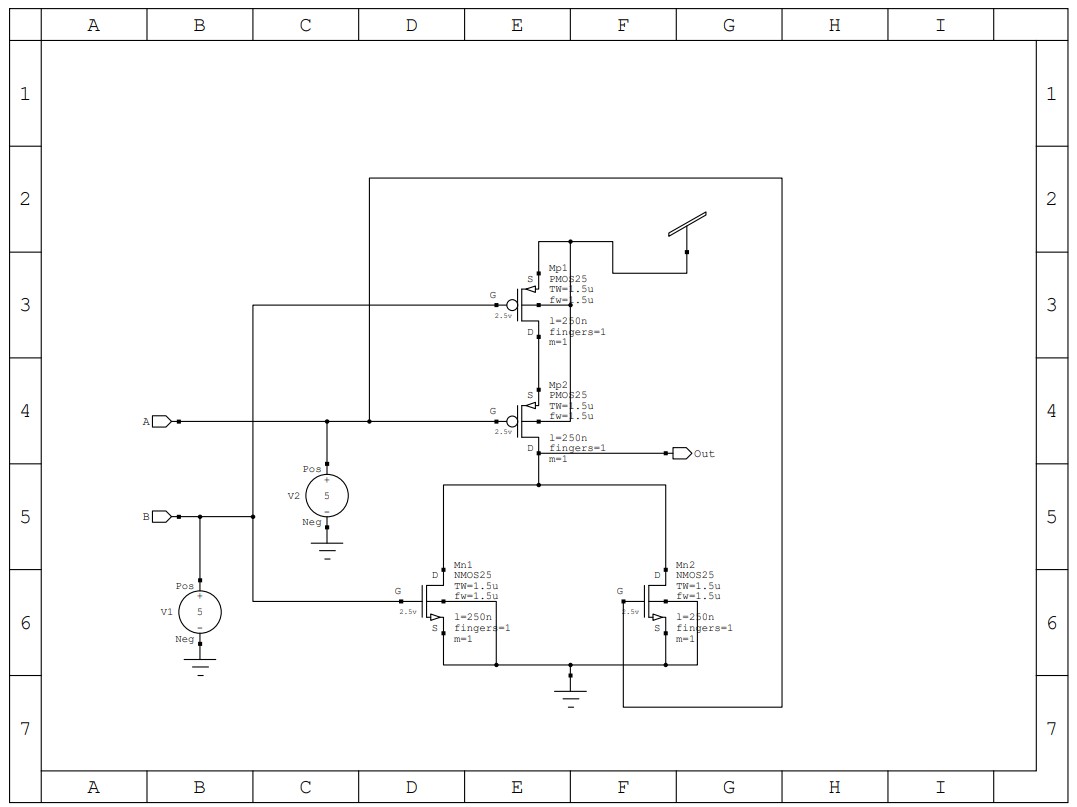 A B C D E F G H I
1 1
2 2
Mp1
S PMOS25
TW=1.5u
G fw=1.5u
3 3
2.5v
l=250n
D fingers=1
m=1
Mp2
S PMOS25
TW=1.5u
G fw=1.5u
4 4
A
2.5v
l=250n
D fingers=1
m=1 Out
Pos
+
V2 5
-
Neg
B
5 5
Mn1 Mn2
D NMOS25 D NMOS25
TW=1.5u TW=1.5u
G fw=1.5u G fw=1.5u
2.5v 2.5v
l=250n l=250n
S fingers=1 S fingers=1
m=1 m=1
Pos
+
V1 5
-
Neg
6 6
7 7
A B C D E F G H I